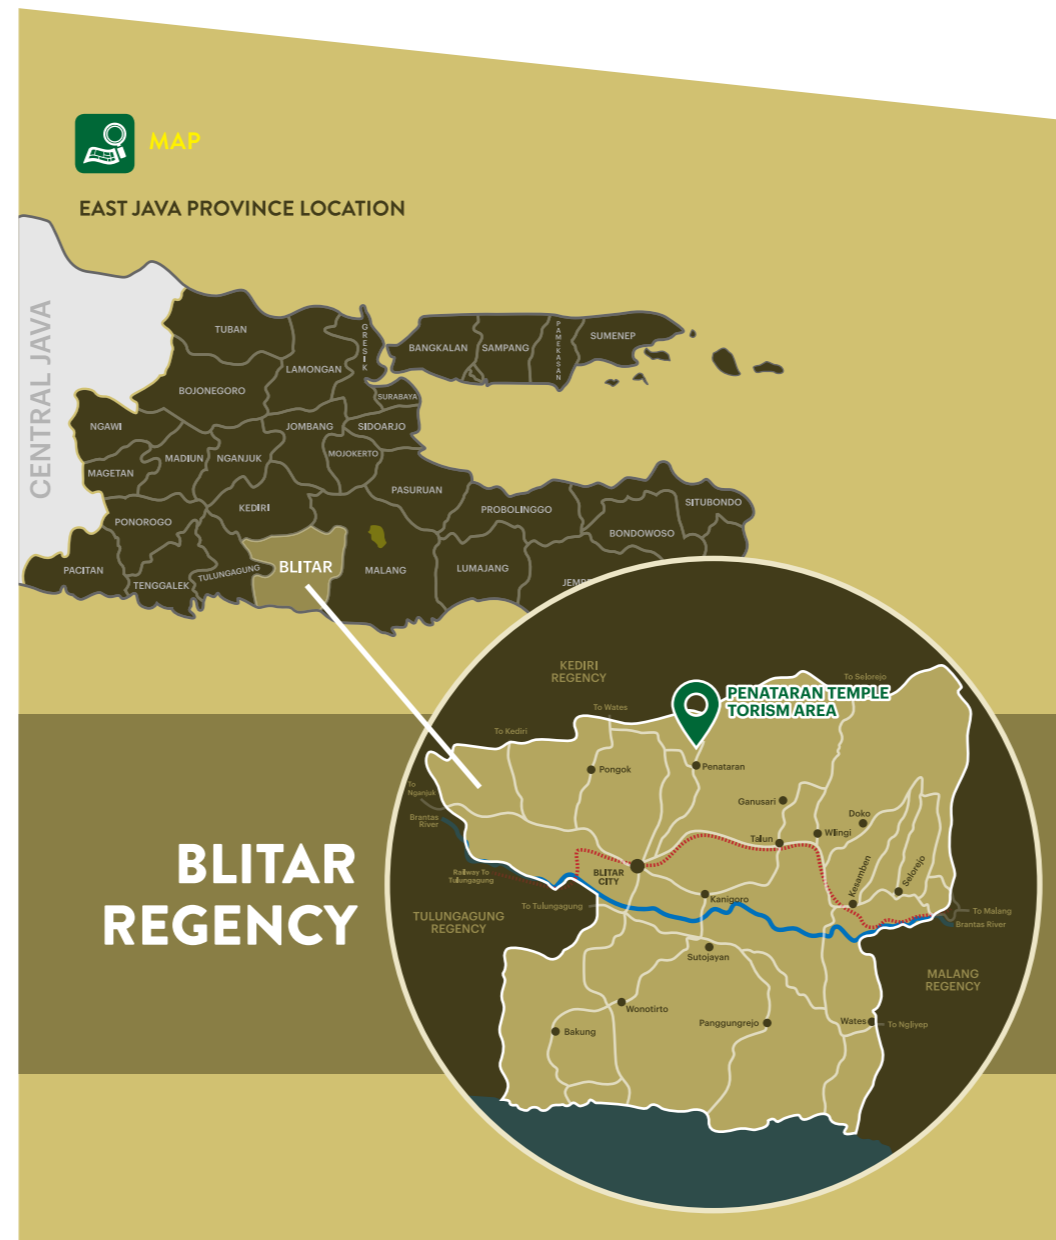 MAP
EAST JAVA PROVINCE LOCATION
CENTRAL JAVA
TUBAN
LAMONGAN
GRESIK
BANGKALAN
SAMPANG
PAMEKASAN
SUMENEP
BOJONEGORO
SURABAYA
NGAWI
JOMBANG
SIDOARJO
MADIUN
NGANJUK
MOJOKERTO
MAGETAN
PASURUAN
KEDIRI
PROBOLINGGO
SITUBONDO
PONOROGO
BONDOWOSO
PACITAN
TENGGALEK
TULUNGAGUNG
BLITAR
MALANG
LUMAJANG
JEMB
BLITAR
REGENCY
KEDIRI
REGENCY
To Selorejo
PENATARAN TEMPLE
TORISM AREA
To Wates
To Kediri
Pongok
Penataran
To
Nganjuk
Ganusari
Brantas
River
Doko
Wlingi
Talun
Railway To
Tulungagung
BLITAR
CITY
Kesamben
Selorejo
Kanigoro
To Tulungagung
To Malang
Brantas River
TULUNGAGUNG
REGENCY
Sutojayan
MALANG
REGENCY
Wonotirto
Panggungrejo
Wates
To Ngliyep
Bakung